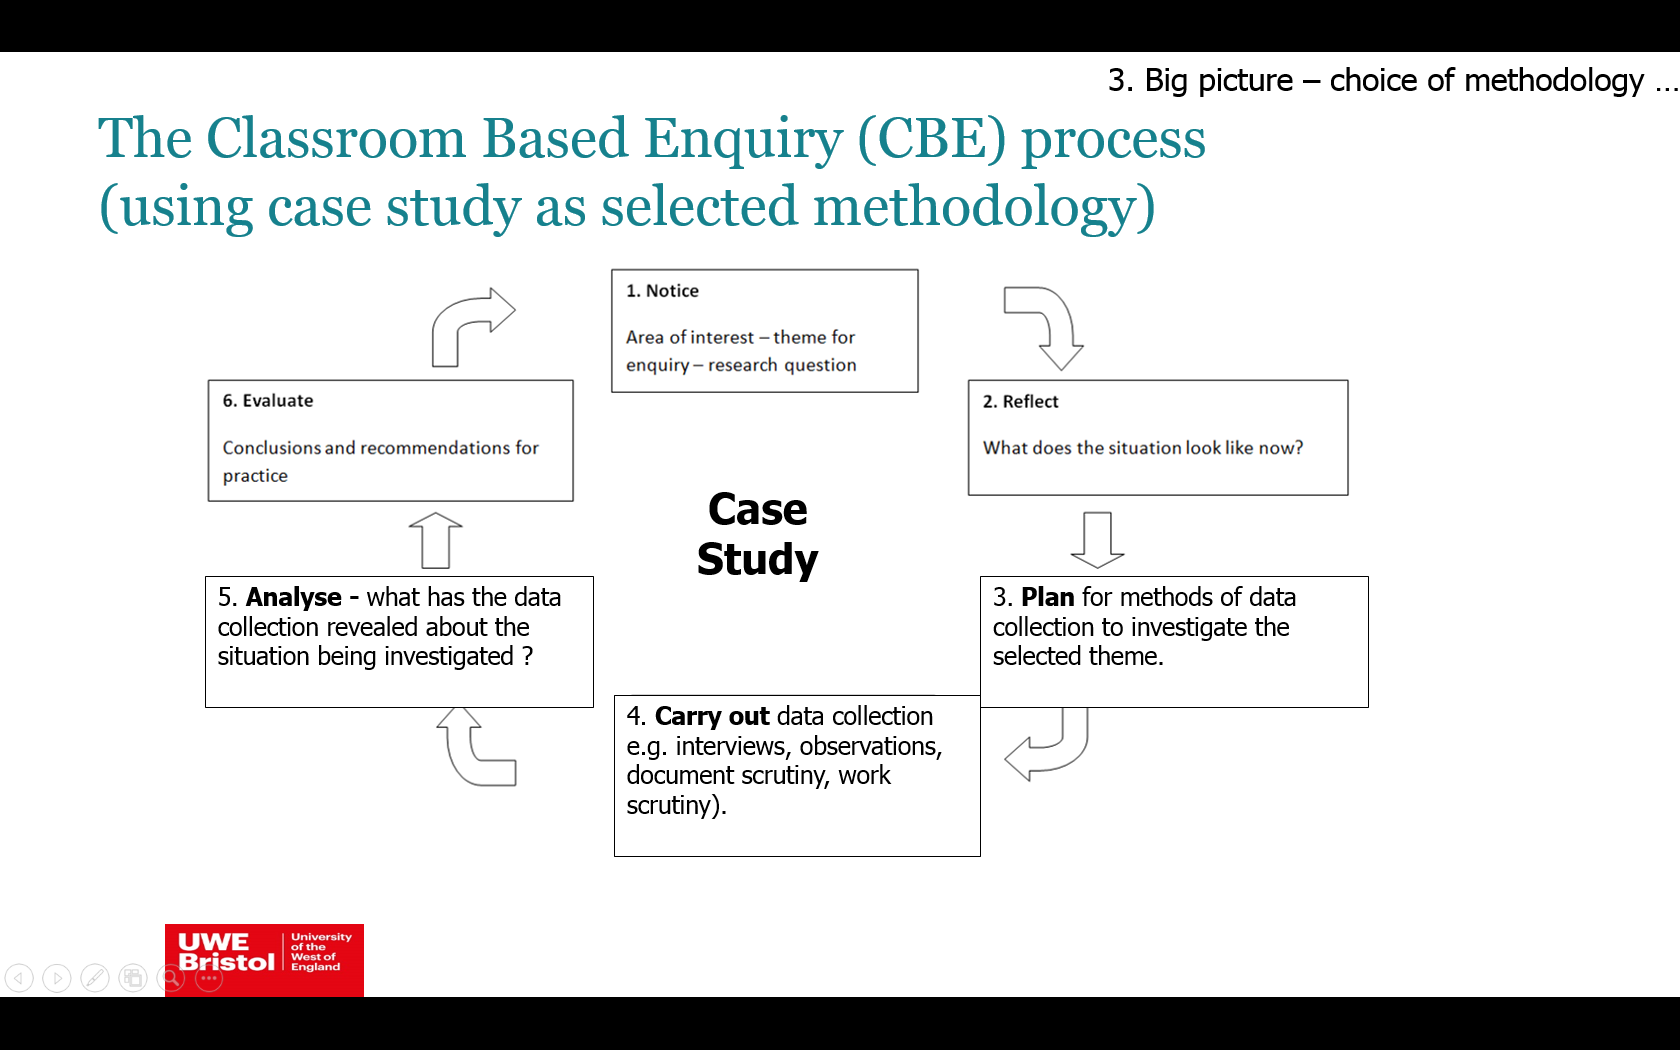 3. Big picture – choice of methodology ...
The Classroom Based Enquiry (CBE) process
(using case study as selected methodology)
1. Notice
Area of interest – theme for
enquiry – research question
2. Reflect
What does the situation look like now?
3. Plan for methods of data
collection to investigate the
selected theme.
4. Carry out data collection
e.g. interviews, observations,
document scrutiny, work
scrutiny).
5. Analyse - what has the data
collection revealed about the
situation being investigated ?
6. Evaluate
Conclusions and recommendations for
practice
Case
Study
UWE
Bristol
University
of the
West of
England